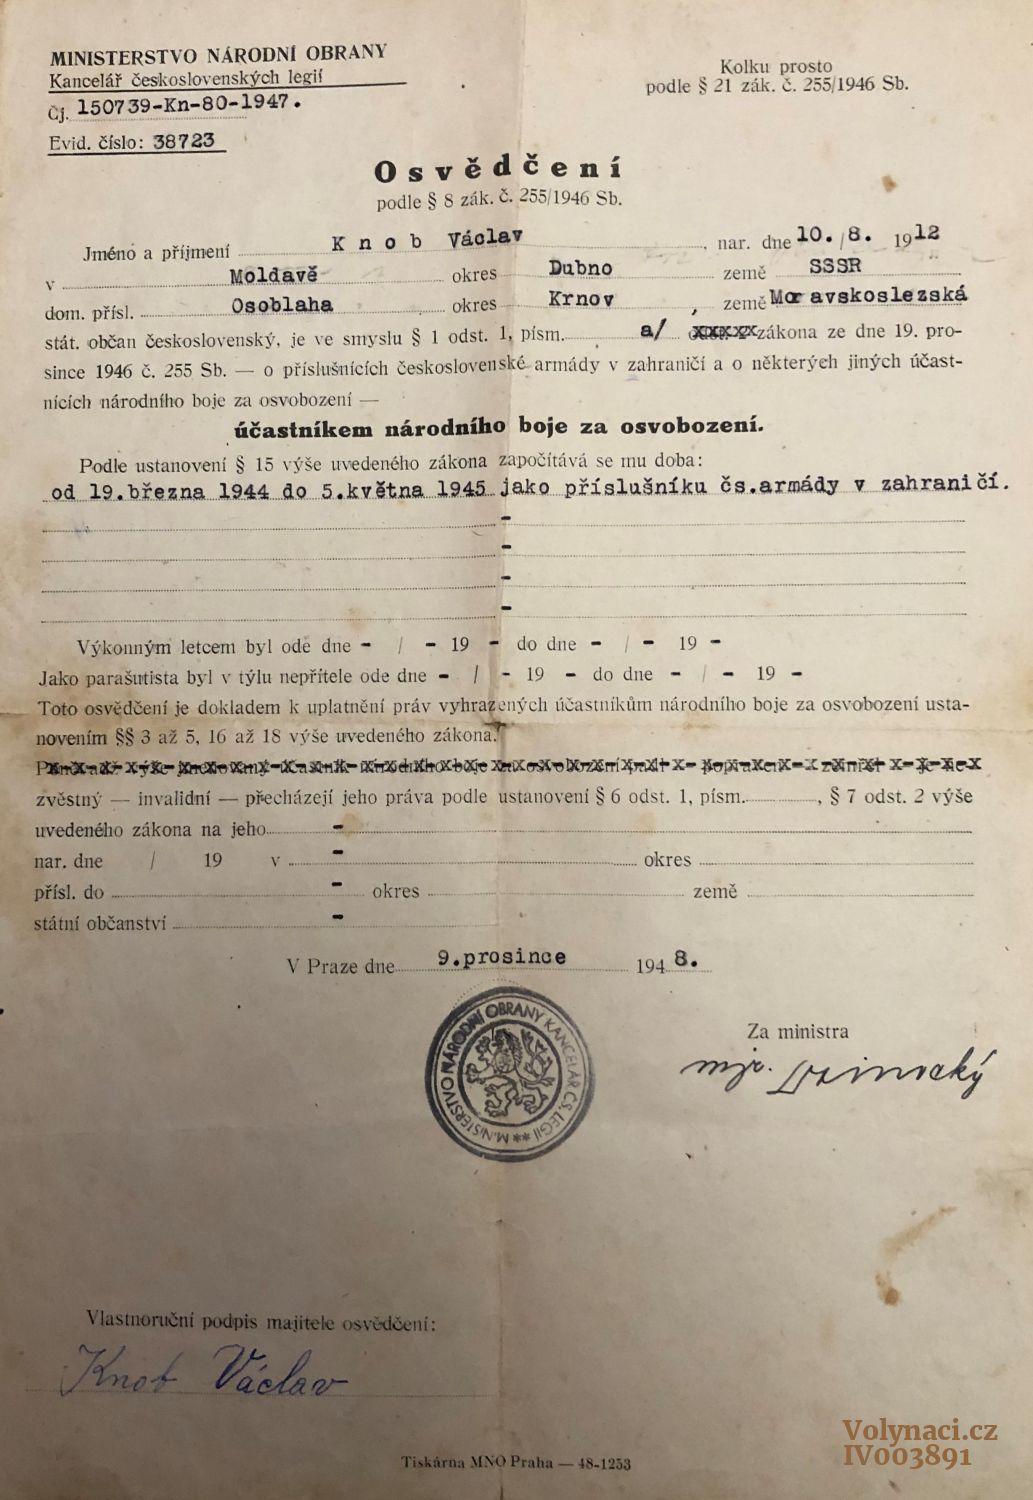 MINISTERSTVO NÁRODNÍ OBRANY
Kancelář československých legií
Čj. 150739-Kn-80-1947.
Evid. číslo: 38723
Kolku prosto
podle § 21 zák. č. 255/1946 Sb.
Osvědčení
podle § 8 zák. č. 255/1946 Sb.
Jméno a příjmení Knob Václav, nar. dne 10. /8. 1912
v Moldavě okres Dubno země SSSR
dom. přísl. Osoblaha okres Krnov, země Moravskoslezská
stát. občan československý, je ve smyslu § 1 odst. 1, písm. a/ xxxxx zákona ze dne 19. pro-
since 1946 č. 255 Sb. — o příslušnících československé armády v zahraničí a o některých jiných účast-
nících národního boje za osvobození —
účastníkem národního boje za osvobození.
Podle ustanovení § 15 výše uvedeného zákona započítává se mu doba:
od 19.března 1944 do 5.května 1945 jako příslušníku čs.armády v zahraničí.
-
-
-
-
Výkonným letcem byl ode dne - / - 19 - do dne - / - 19 -
Jako parašutista byl v týlu nepřítele ode dne - / - 19 - do dne - / - 19 -
Toto osvědčení je dokladem k uplatnění práv vyhrazených účastníkům národního boje za osvobození usta-
novením §§ 3 až 5, 16 až 18 výše uvedeného zákona.
zvěstný — invalidní — přecházejí jeho práva podle ustanovení § 6 odst. 1, písm. , § 7 odst. 2 výše
uvedeného zákona na jeho -
nar. dne / 19 v - okres
přísl. do - okres země
státní občanství -
V Praze dne 9.prosince 1948.
MINISTERSTVO NÁRODNÍ OBRANY KANCELÁŘ ČS. LEGIÍ **
Za ministra
mjr.
Vlastnoruční podpis majitele osvědčení:
Knob Václav
Tiskárna MNO Praha — 48-1253
Volynaci.cz
IV003891